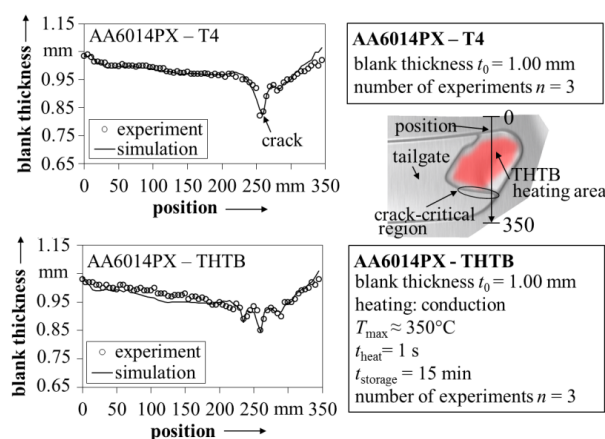 AA6014PX – T4
blank thickness
1.15
mm
0.95
0.85
0.75
0.65
experiment
simulation
crack
0 50 100 150 200 250 mm 350
position
AA6014PX – T4
blank thickness t₀ = 1.00 mm
number of experiments n = 3
0
position
tailgate
THTB
heating area
crack-critical
region
350
AA6014PX – THTB
blank thickness
1.15
mm
0.95
0.85
0.75
0.65
experiment
simulation
0 50 100 150 200 250 mm 350
position
AA6014PX - THTB
blank thickness t₀ = 1.00 mm
heating: conduction
Tmax ≈ 350°C
theat= 1 s
tstorage = 15 min
number of experiments n = 3